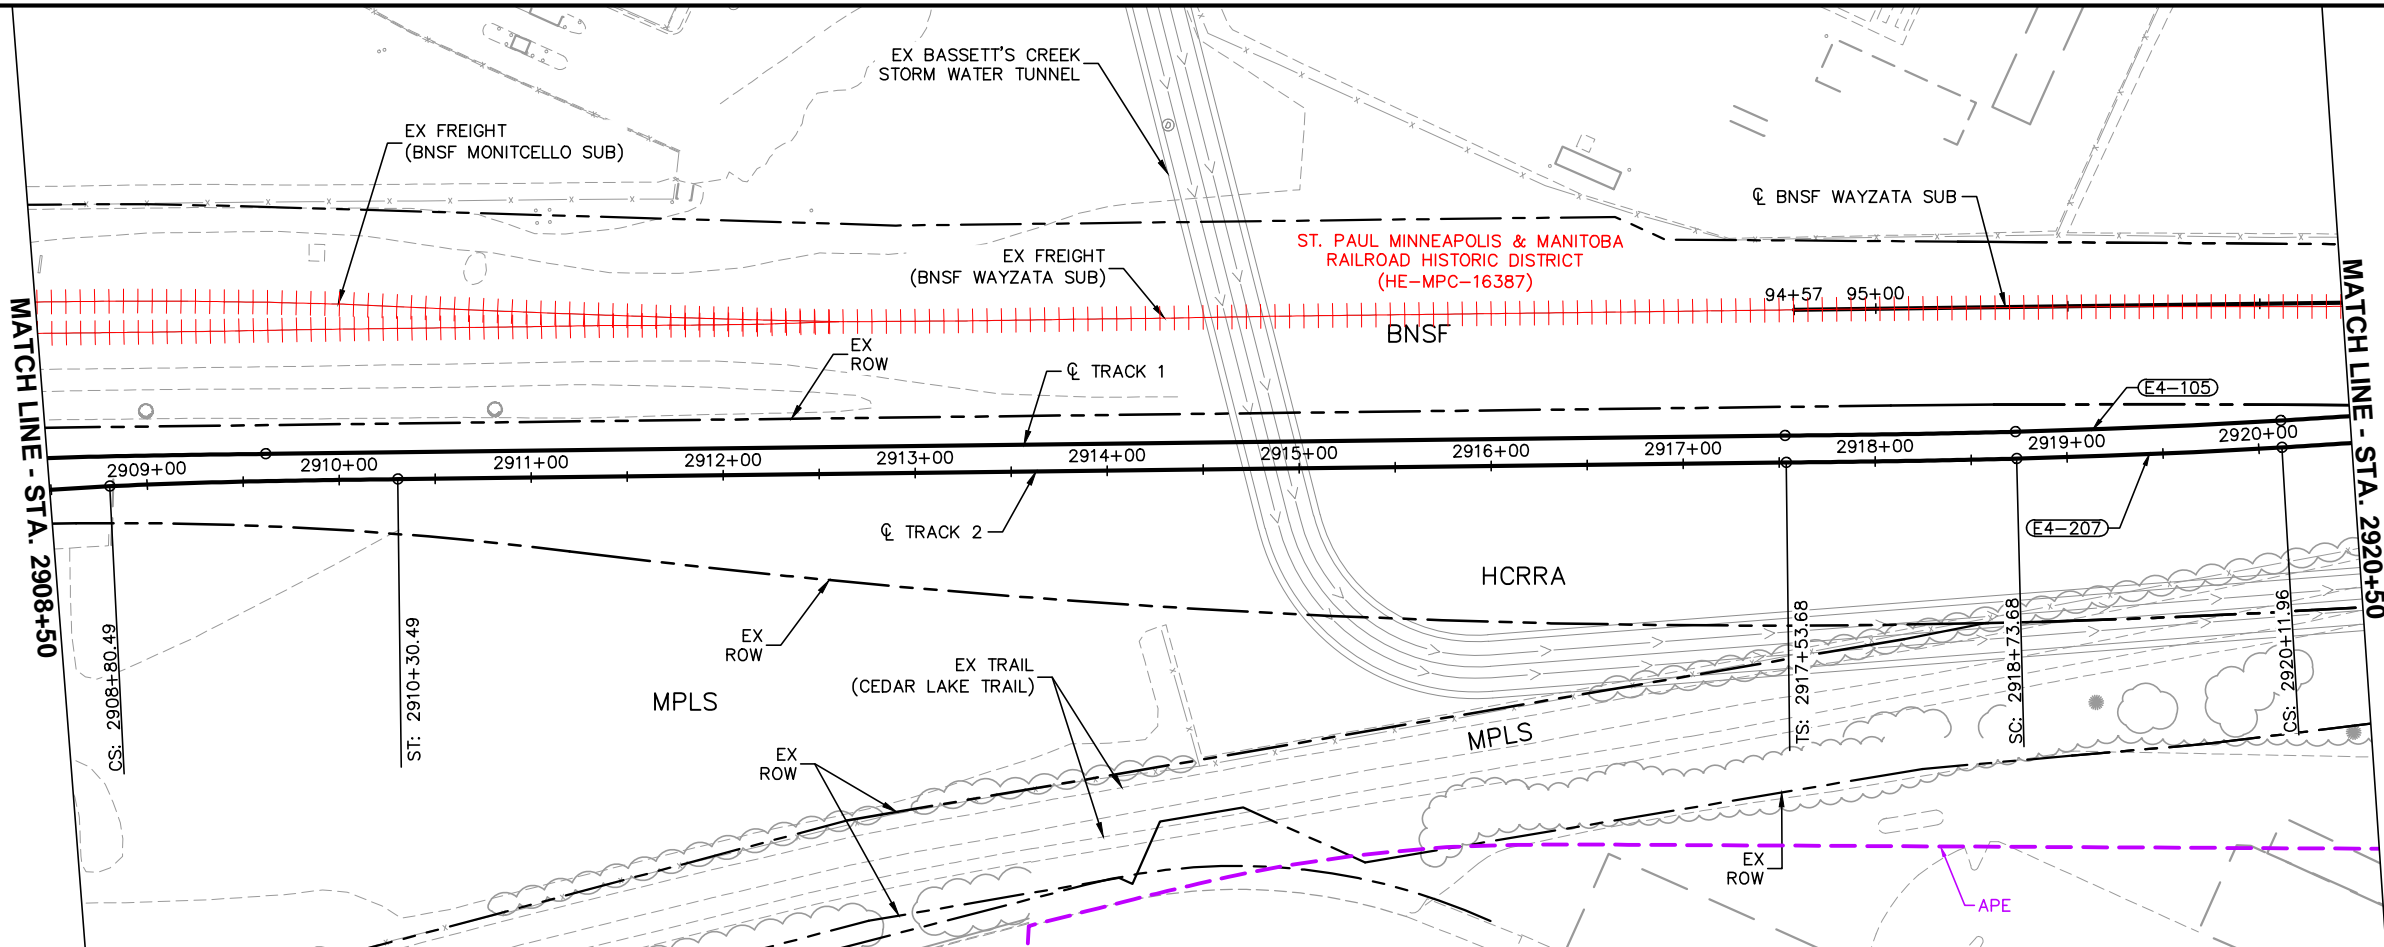 EX BASSETT'S CREEK
STORM WATER TUNNEL
EX FREIGHT
(BNSF MONITCELLO SUB)
℄ BNSF WAYZATA SUB
EX FREIGHT
(BNSF WAYZATA SUB)
ST. PAUL MINNEAPOLIS & MANITOBA
RAILROAD HISTORIC DISTRICT
(HE-MPC-16387)
94+57
95+00
BNSF
MATCH LINE - STA. 2908+50
MATCH LINE - STA. 2920+50
EX
ROW
℄ TRACK 1
E4-105
2909+00
2910+00
2911+00
2912+00
2913+00
2914+00
2915+00
2916+00
2917+00
2918+00
2919+00
2920+00
℄ TRACK 2
E4-207
HCRRA
CS: 2908+80.49
ST: 2910+30.49
TS: 2917+53.68
SC: 2918+73.68
CS: 2920+11.96
EX
ROW
EX TRAIL
(CEDAR LAKE TRAIL)
MPLS
MPLS
EX
ROW
EX
ROW
APE